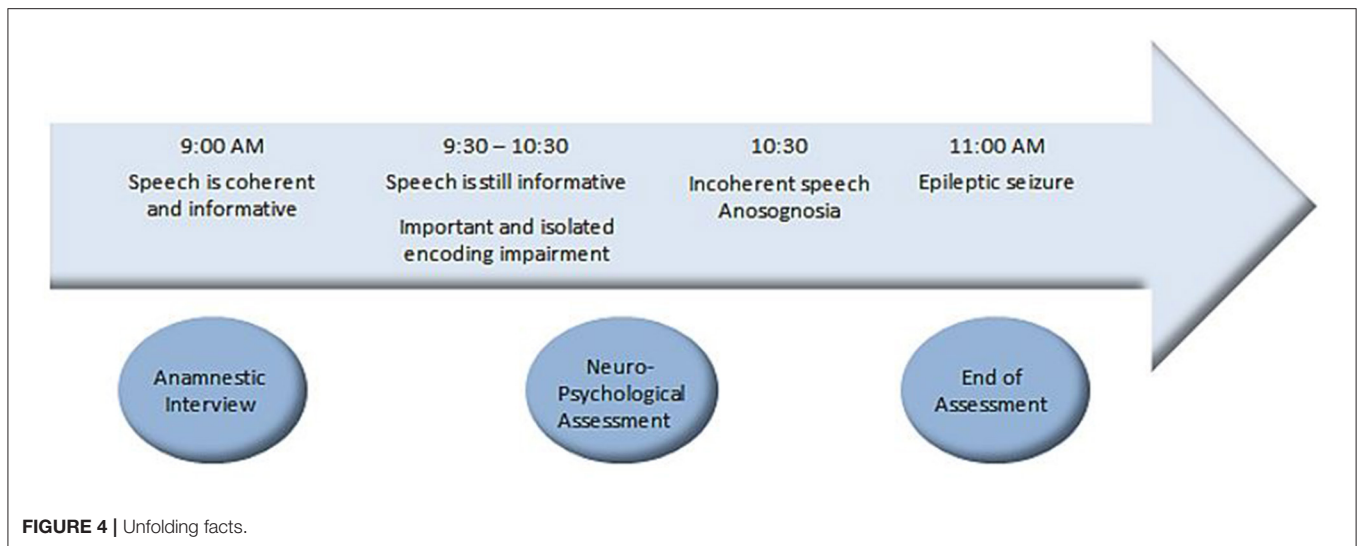 9:00 AM
Speech is coherent
and informative
9:30 – 10:30
Speech is still informative
Important and isolated
encoding impairment
10:30
Incoherent speech
Anosognosia
11:00 AM
Epileptic seizure
Anamnestic
Interview
Neuro-
Psychological
Assessment
End of
Assessment
FIGURE 4 | Unfolding facts.